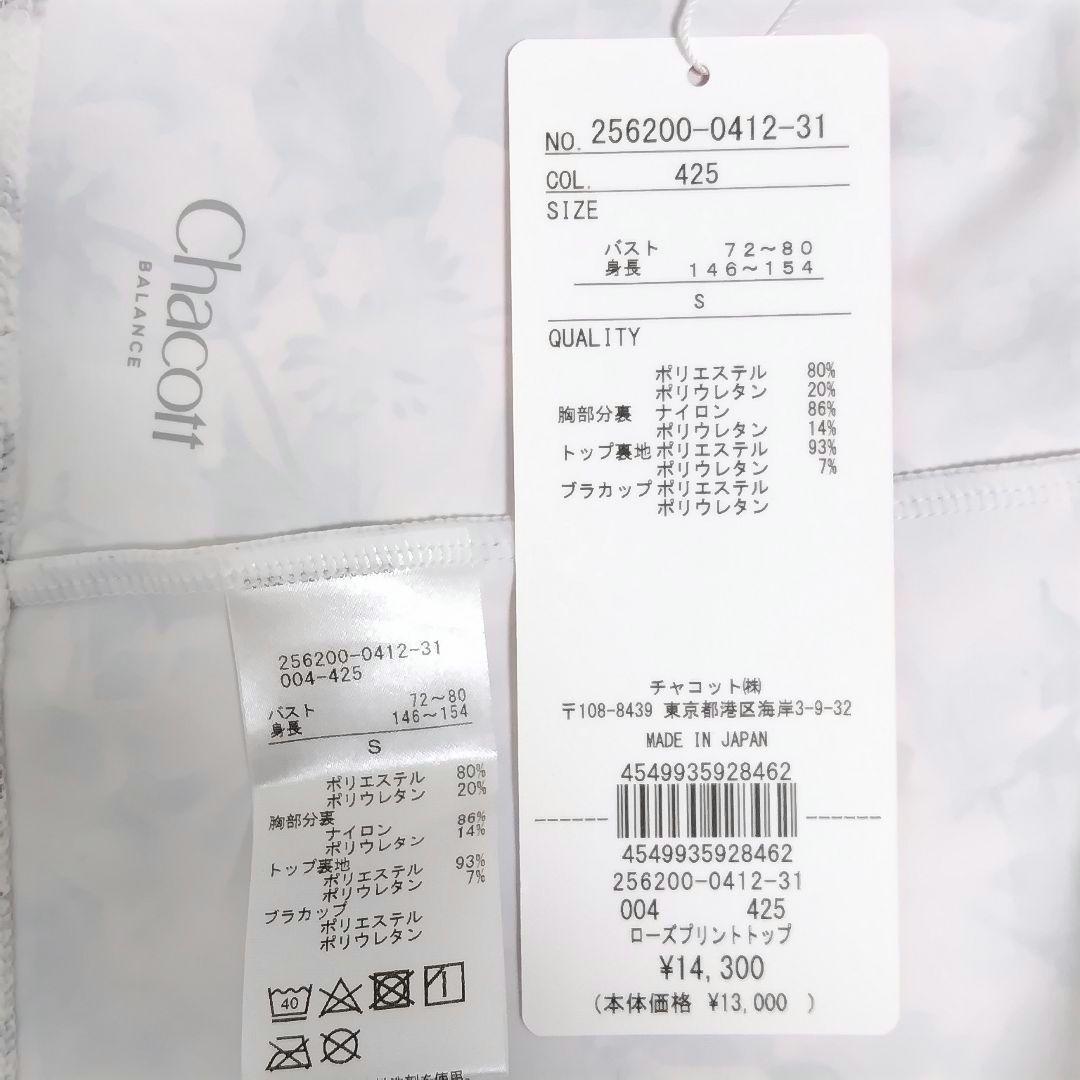 Chacott
BALANCE
NO. 256200-0412-31
COL. 425
SIZE
バスト 72～80
身長 146～154
S
QUALITY
ポリエステル 80%
ポリウレタン 20%
胸部分裏 ナイロン 86%
ポリウレタン 14%
トップ裏地 ポリエステル 93%
ポリウレタン 7%
ブラカップ ポリエステル
ポリウレタン
チャコット㈱
〒108-8439 東京都港区海岸3-9-32
MADE IN JAPAN
4549935928462
4549935928462
256200-0412-31
004 425
ローズプリントトップ
¥14,300
(本体価格 ¥13,000 )
256200-0412-31
004-425
バスト 72～80
身長 146～154
S
ポリエステル 80%
ポリウレタン 20%
胸部分裏
ナイロン 86%
ポリウレタン 14%
トップ裏地
ポリエステル 93%
ポリウレタン 7%
ブラカップ
ポリエステル
ポリウレタン
40